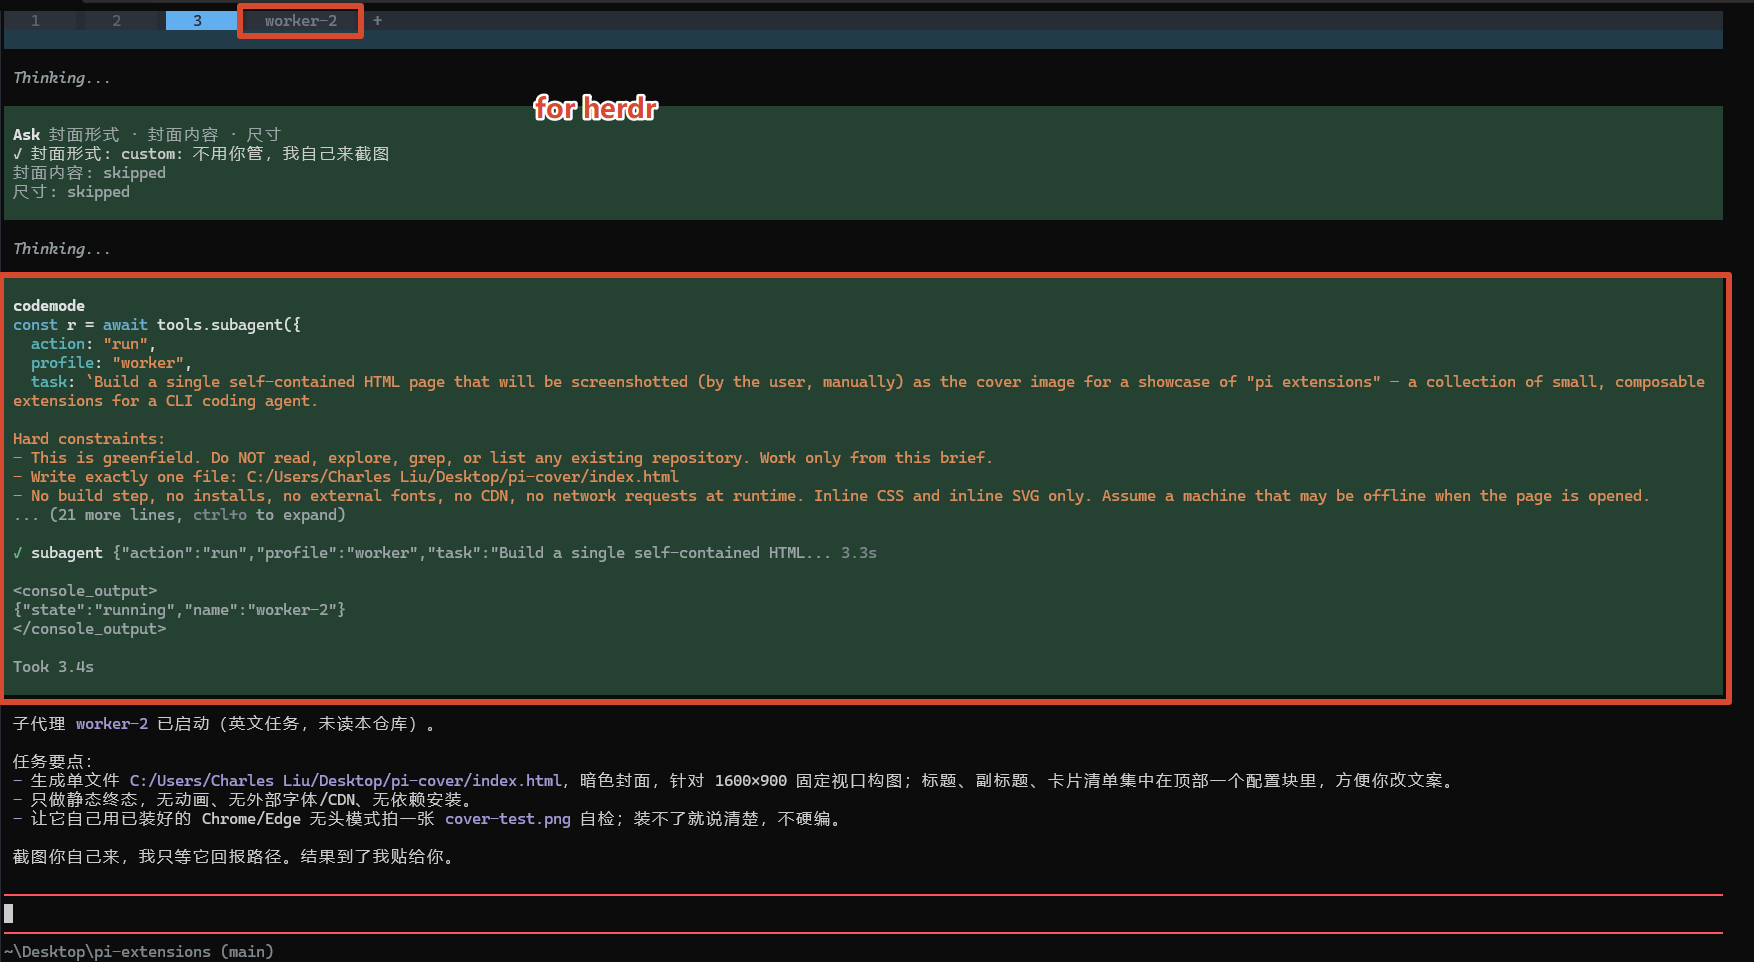 1 2 3 worker-2 +
Thinking...
for herdr
Ask 封面形式 · 封面内容 · 尺寸
✓ 封面形式: custom: 不用你管，我自己来截图
封面内容: skipped
尺寸: skipped
Thinking...
codemode
const r = await tools.subagent({
  action: "run",
  profile: "worker",
  task: `Build a single self-contained HTML page that will be screenshotted (by the user, manually) as the cover image for a showcase of "pi extensions" — a collection of small, composable
extensions for a CLI coding agent.
Hard constraints:
- This is greenfield. Do NOT read, explore, grep, or list any existing repository. Work only from this brief.
- Write exactly one file: C:/Users/Charles Liu/Desktop/pi-cover/index.html
- No build step, no installs, no external fonts, no CDN, no network requests at runtime. Inline CSS and inline SVG only. Assume a machine that may be offline when the page is opened.
... (21 more lines, ctrl+o to expand)
✓ subagent {"action":"run","profile":"worker","task":"Build a single self-contained HTML... 3.3s
<console_output>
{"state":"running","name":"worker-2"}
</console_output>
Took 3.4s
子代理 worker-2 已启动（英文任务，未读本仓库）。
任务要点：
- 生成单文件 C:/Users/Charles Liu/Desktop/pi-cover/index.html，暗色封面，针对 1600×900 固定视口构图；标题、副标题、卡片清单集中在顶部一个配置块里，方便你改文案。
- 只做静态终态，无动画、无外部字体/CDN、无依赖安装。
- 让它自己用已装好的 Chrome/Edge 无头模式拍一张 cover-test.png 自检；装不了就说清楚，不硬编。
截图你自己来，我只等它回报路径。结果到了我贴给你。
~\Desktop\pi-extensions (main)